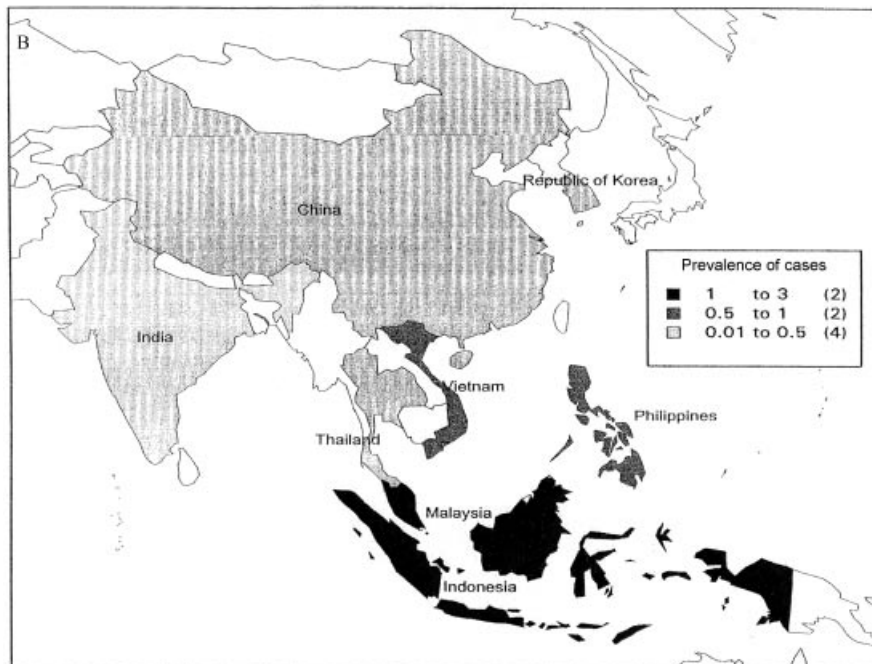 B
Republic of Korea
China
Prevalence of cases
1 to 3 (2)
0.5 to 1 (2)
0.01 to 0.5 (4)
India
Vietnam
Philippines
Thailand
Malaysia
Indonesia